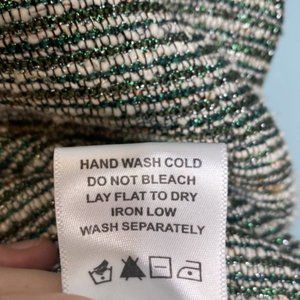 HAND WASH COLD
DO NOT BLEACH
LAY FLAT TO DRY
IRON LOW
WASH SEPARATELY